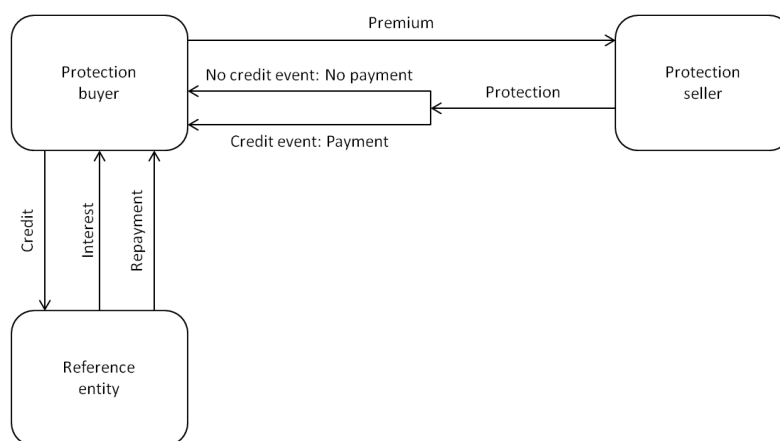 Premium
Protection
buyer
No credit event: No payment
Protection
Protection
seller
Credit event: Payment
Credit
Interest
Repayment
Reference
entity